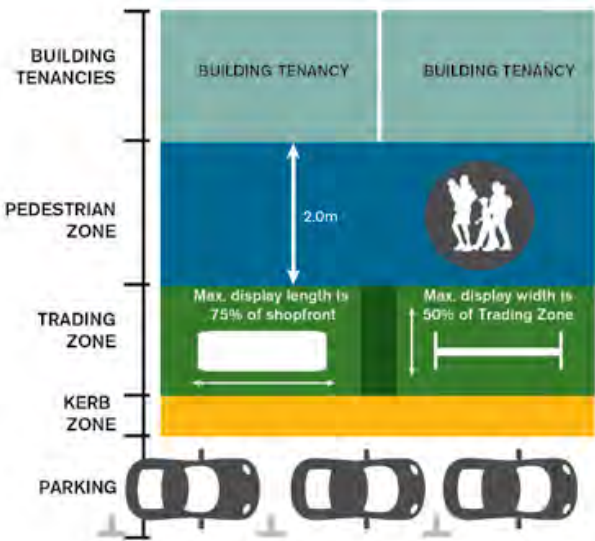 BUILDING
TENANCIES
BUILDING TENANCY
BUILDING TENANCY
PEDESTRIAN
ZONE
2.0m
TRADING
ZONE
Max. display length is
75% of shopfront
Max. display width is
50% of Trading Zone
KERB
ZONE
PARKING